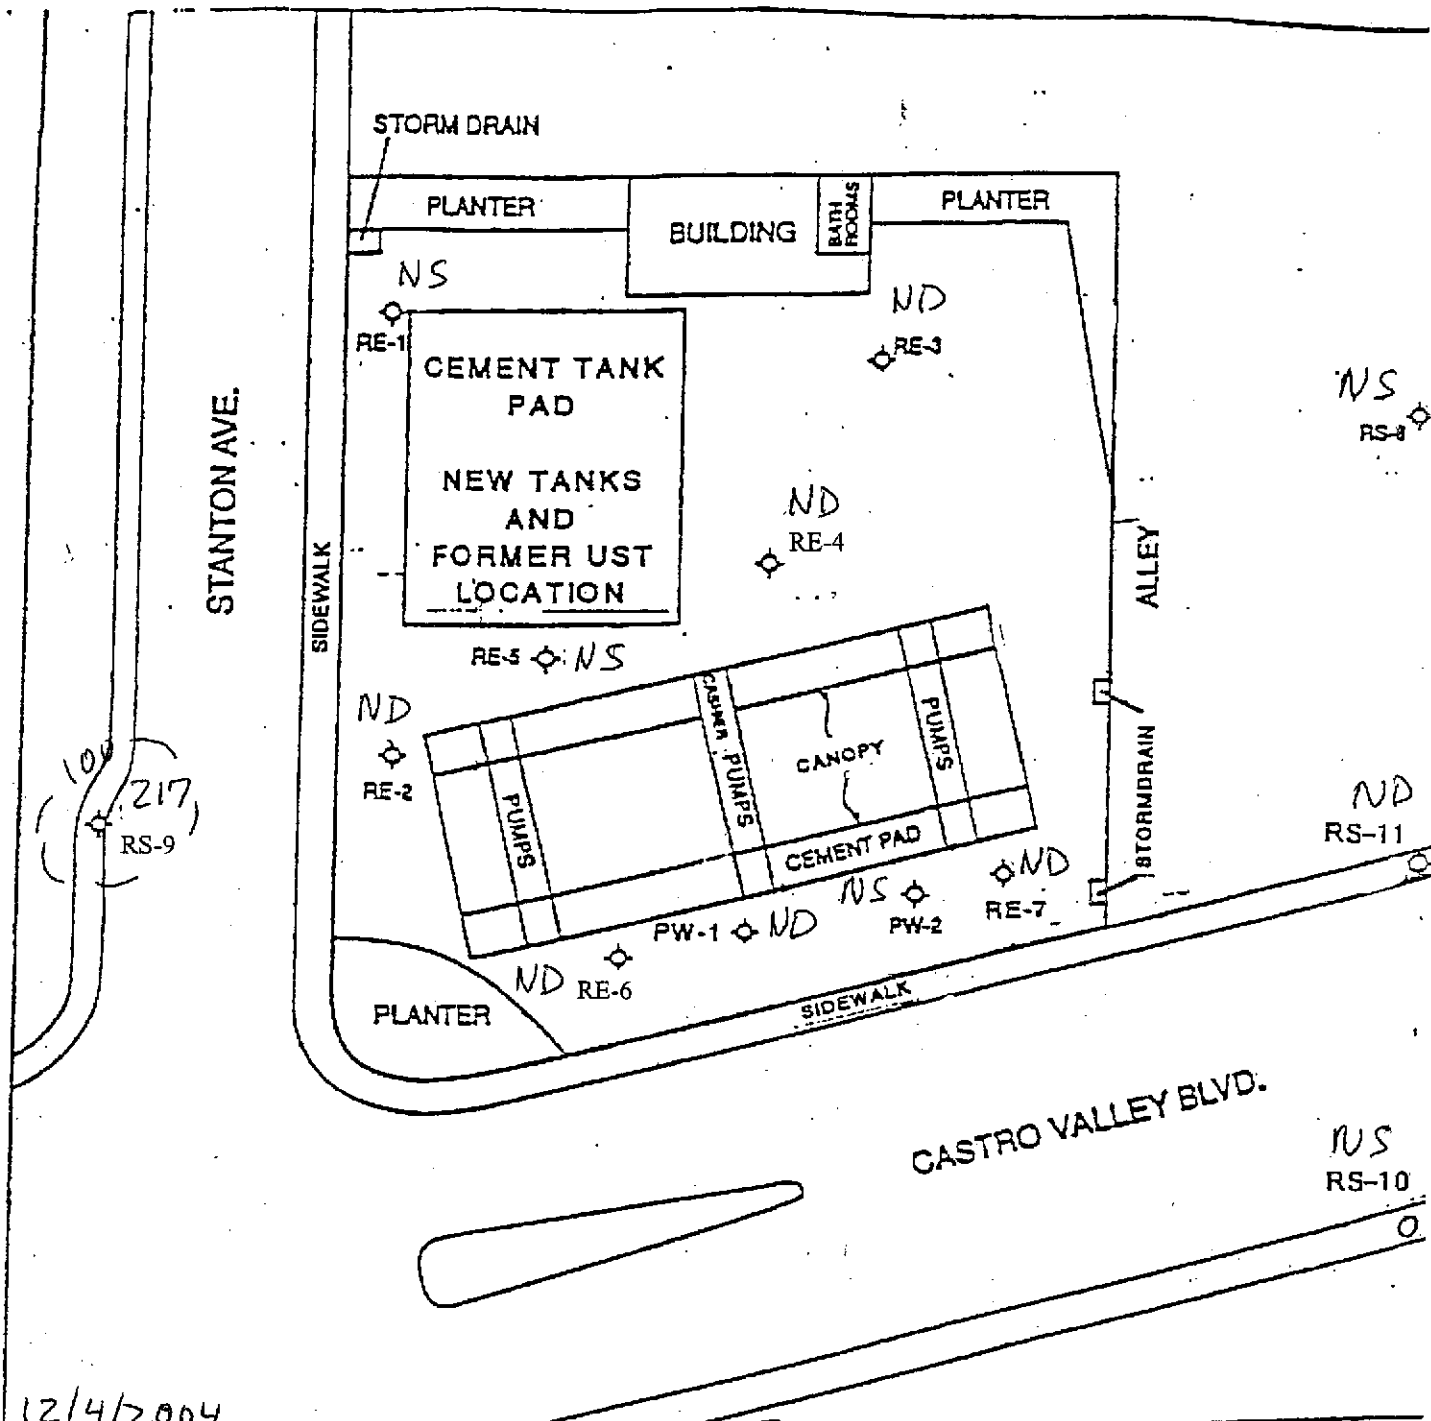 STORM DRAIN
PLANTER
BUILDING
BATH
ROOMS
PLANTER
NS
RE-1
ND
RE-3
CEMENT TANK
PAD
NEW TANKS
AND
FORMER UST
LOCATION
STANTON AVE.
SIDEWALK
NS
RS-8
ND
RE-4
ALLEY
RE-5 NS
ND
RE-2
100
217
RS-9
PUMPS
CASHIER PUMPS
CANOPY
PUMPS
CEMENT PAD
STORMDRAIN
ND
RS-11
NS
PW-2
ND
RE-7
PW-1 ND
ND RE-6
PLANTER
SIDEWALK
CASTRO VALLEY BLVD.
NS
RS-10
12/4/2004